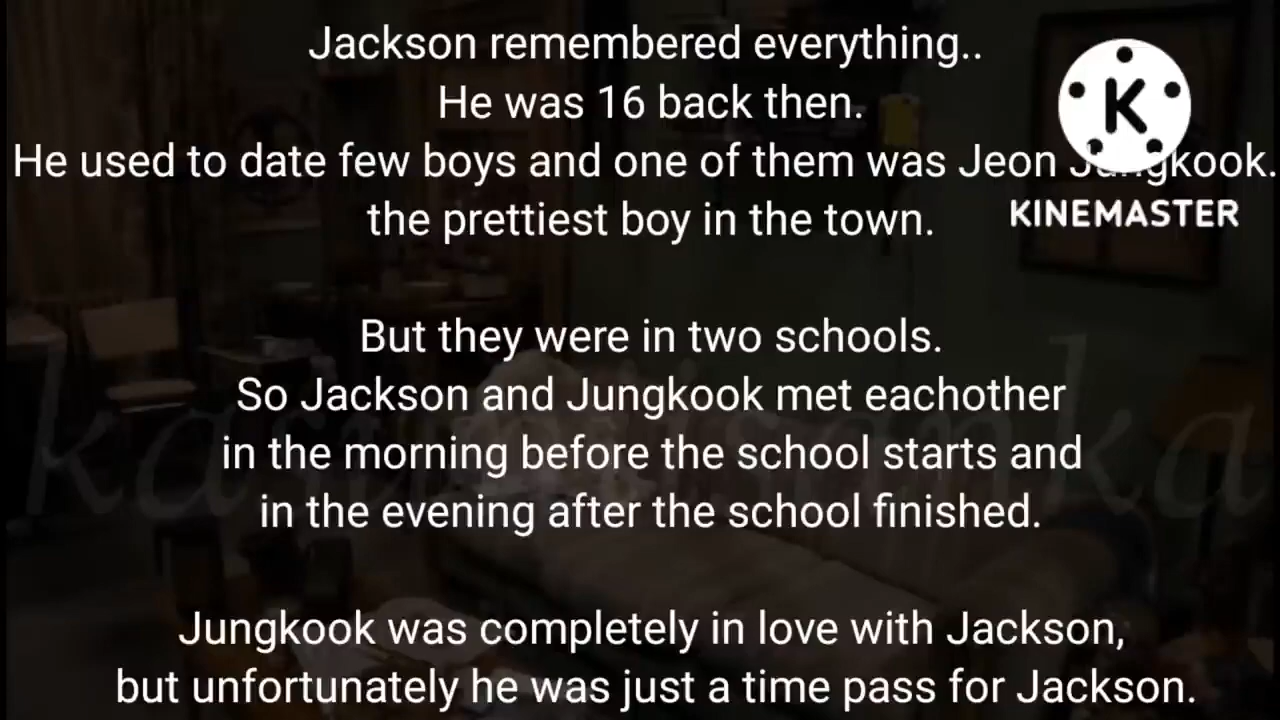 Jackson remembered everything..
He was 16 back then.
He used to date few boys and one of them was Jeon Jungkook.
the prettiest boy in the town.
K
KINEMASTER
But they were in two schools.
So Jackson and Jungkook met eachother
in the morning before the school starts and
in the evening after the school finished.
Jungkook was completely in love with Jackson,
but unfortunately he was just a time pass for Jackson.